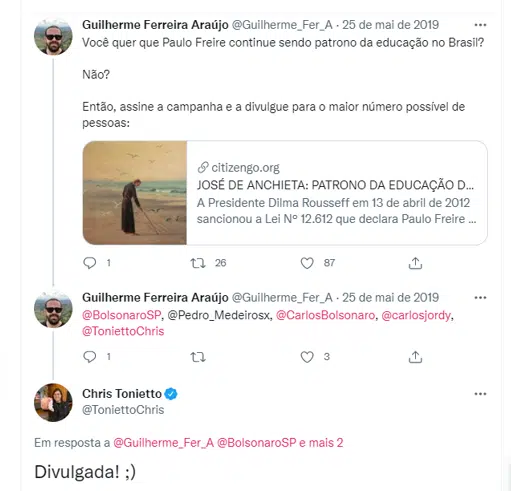 Guilherme Ferreira Araújo @Guilherme_Fer_A · 25 de mai de 2019
Você quer que Paulo Freire continue sendo patrono da educação no Brasil?
Não?
Então, assine a campanha e a divulgue para o maior número possível de
pessoas:
citizengo.org
JOSÉ DE ANCHIETA: PATRONO DA EDUCAÇÃO D...
A Presidente Dilma Rousseff em 13 de abril de 2012
sancionou a Lei Nº 12.612 que declara Paulo Freire ...
1 26 87
Guilherme Ferreira Araújo @Guilherme_Fer_A · 25 de mai de 2019
@BolsonaroSP, @Pedro_Medeirosx, @CarlosBolsonaro, @carlosjordy,
@ToniettoChris
1 3
Chris Tonietto
@ToniettoChris
Em resposta a @Guilherme_Fer_A @BolsonaroSP e mais 2
Divulgada! ;)